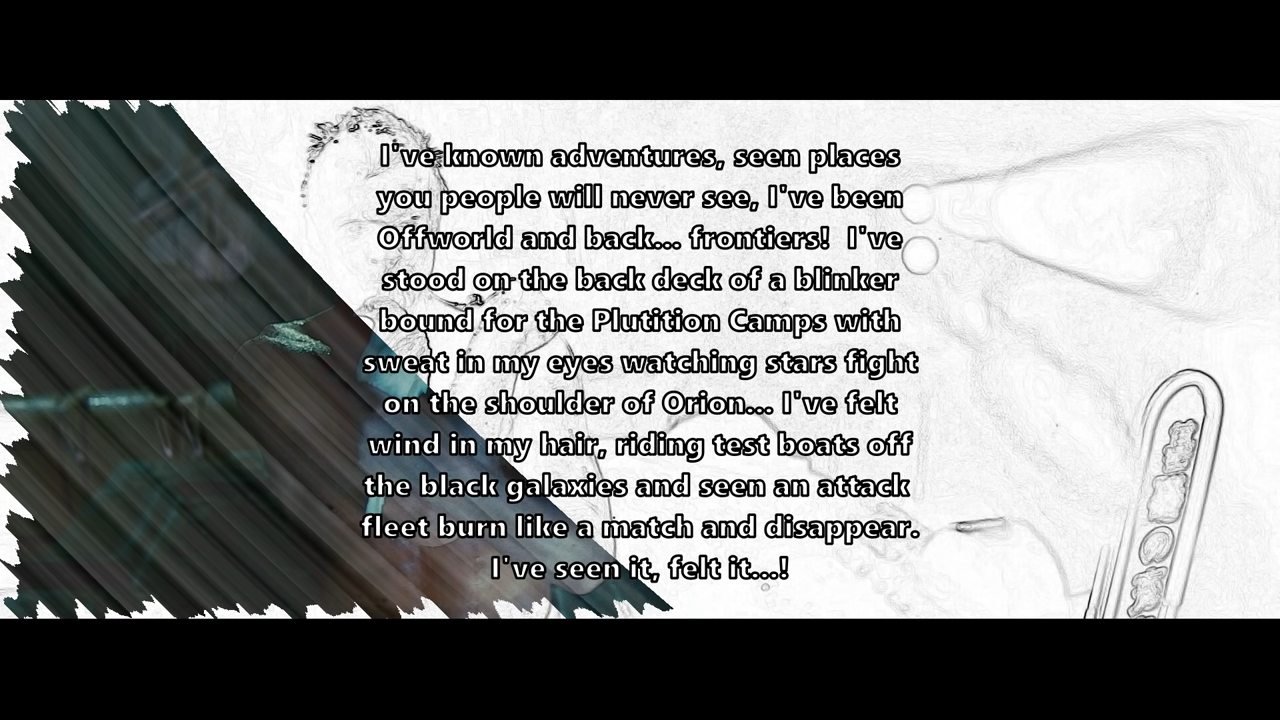 I've known adventures, seen places
you people will never see, I've been
Offworld and back... frontiers!  I've
stood on the back deck of a blinker
bound for the Plutition Camps with
sweat in my eyes watching stars fight
on the shoulder of Orion... I've felt
wind in my hair, riding test boats off
the black galaxies and seen an attack
fleet burn like a match and disappear.
I've seen it, felt it...!